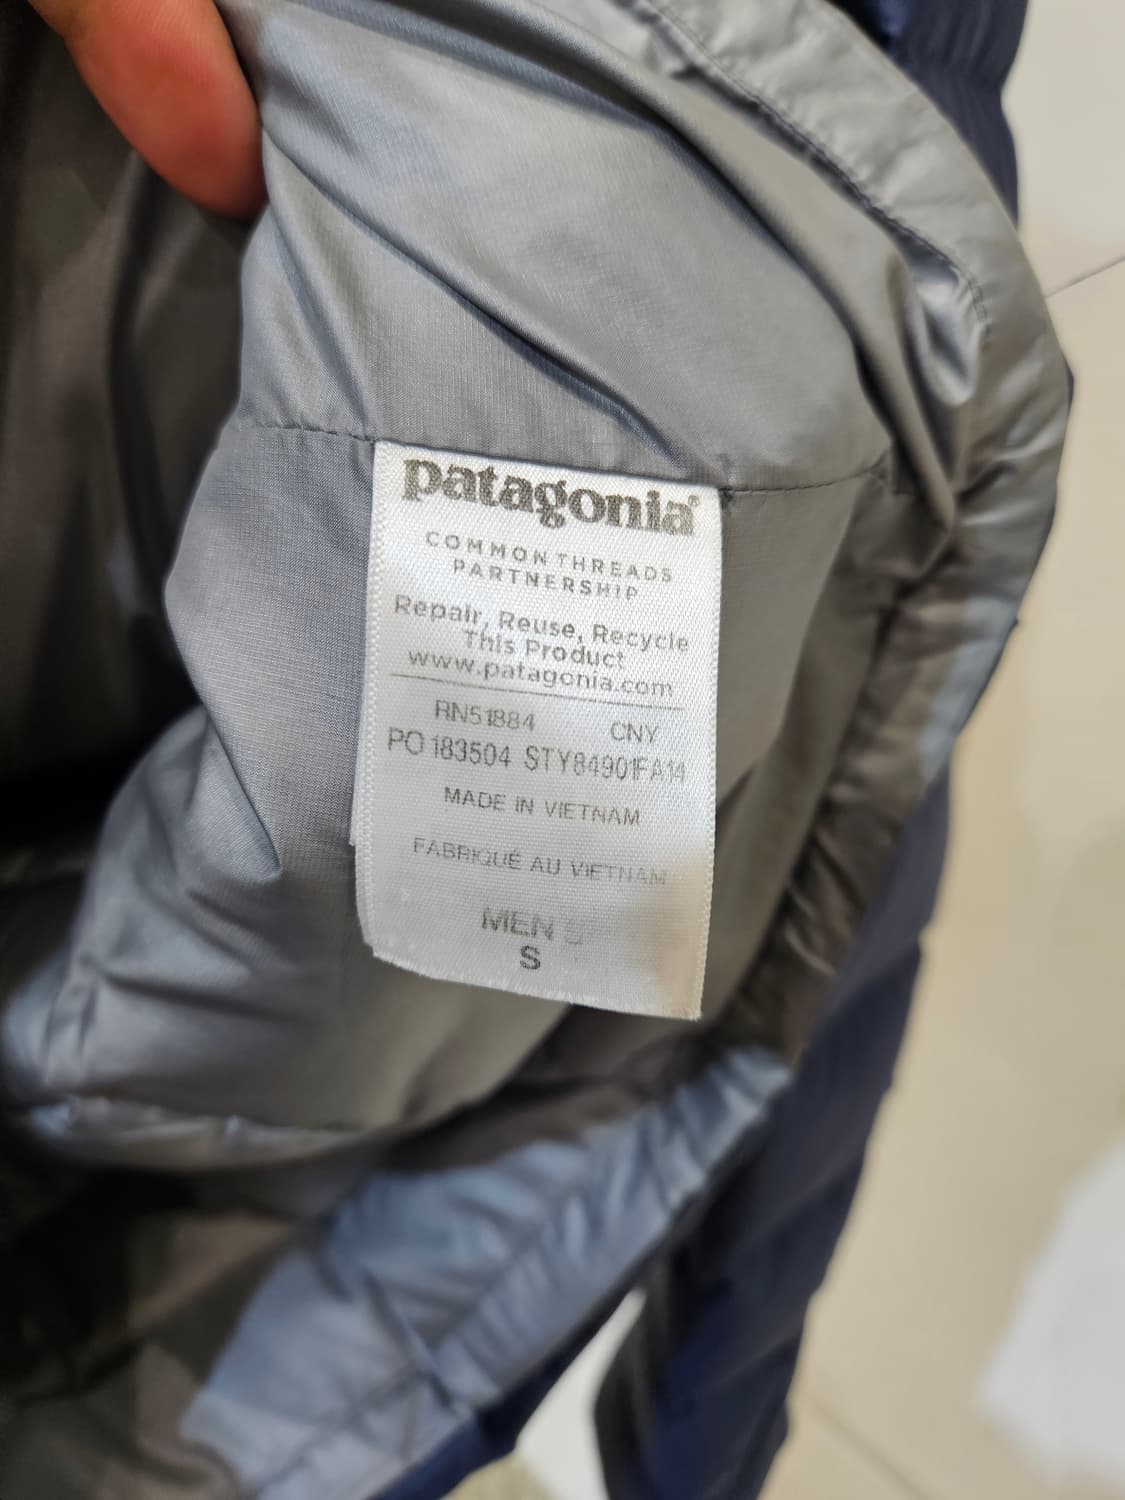 patagonia®
COMMON THREADS
PARTNERSHIP
Repair, Reuse, Recycle
This Product
www.patagonia.com
RN51884 CNY
PO 183504 STY84901FA14
MADE IN VIETNAM
FABRIQUÉ AU VIETNAM
MEN'S
S